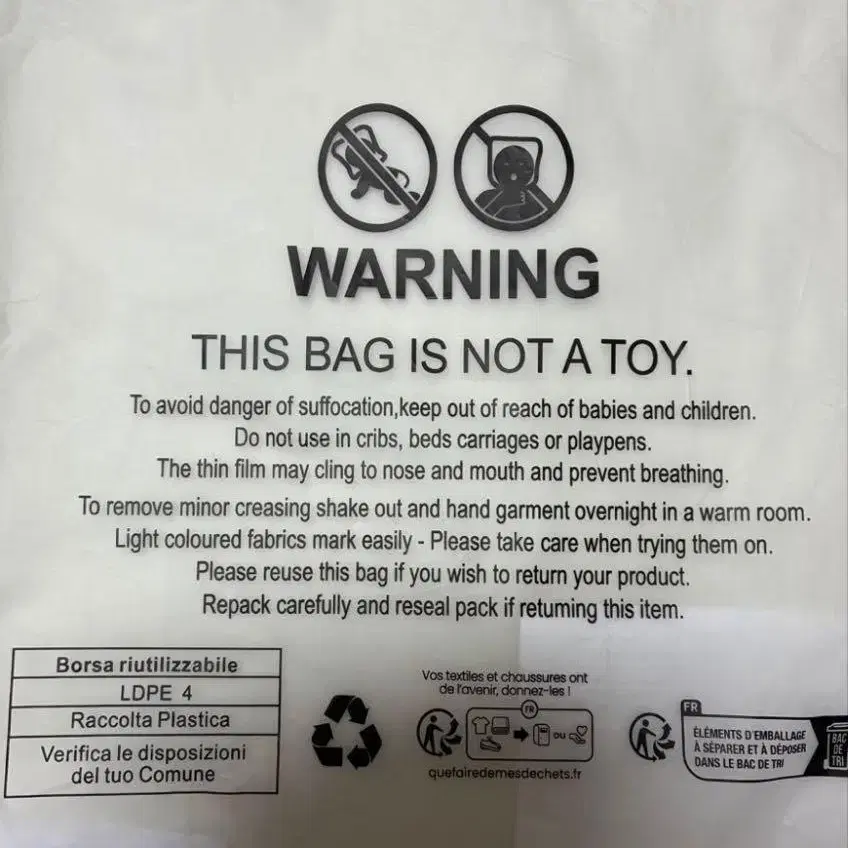 WARNING
THIS BAG IS NOT A TOY.
To avoid danger of suffocation,keep out of reach of babies and children.
Do not use in cribs, beds carriages or playpens.
The thin film may cling to nose and mouth and prevent breathing.
To remove minor creasing shake out and hand garment overnight in a warm room.
Light coloured fabrics mark easily - Please take care when trying them on.
Please reuse this bag if you wish to return your product.
Repack carefully and reseal pack if retuming this item.
Borsa riutilizzabile
LDPE 4
Raccolta Plastica
Verifica le disposizioni
del tuo Comune
Vos textiles et chaussures ont
de l'avenir, donnez-les !
FR
OU
quefairedemesdechets.fr
FR
ÉLÉMENTS D'EMBALLAGE
À SÉPARER ET À DÉPOSER
DANS LE BAC DE TRI
BAC
DE
TRI